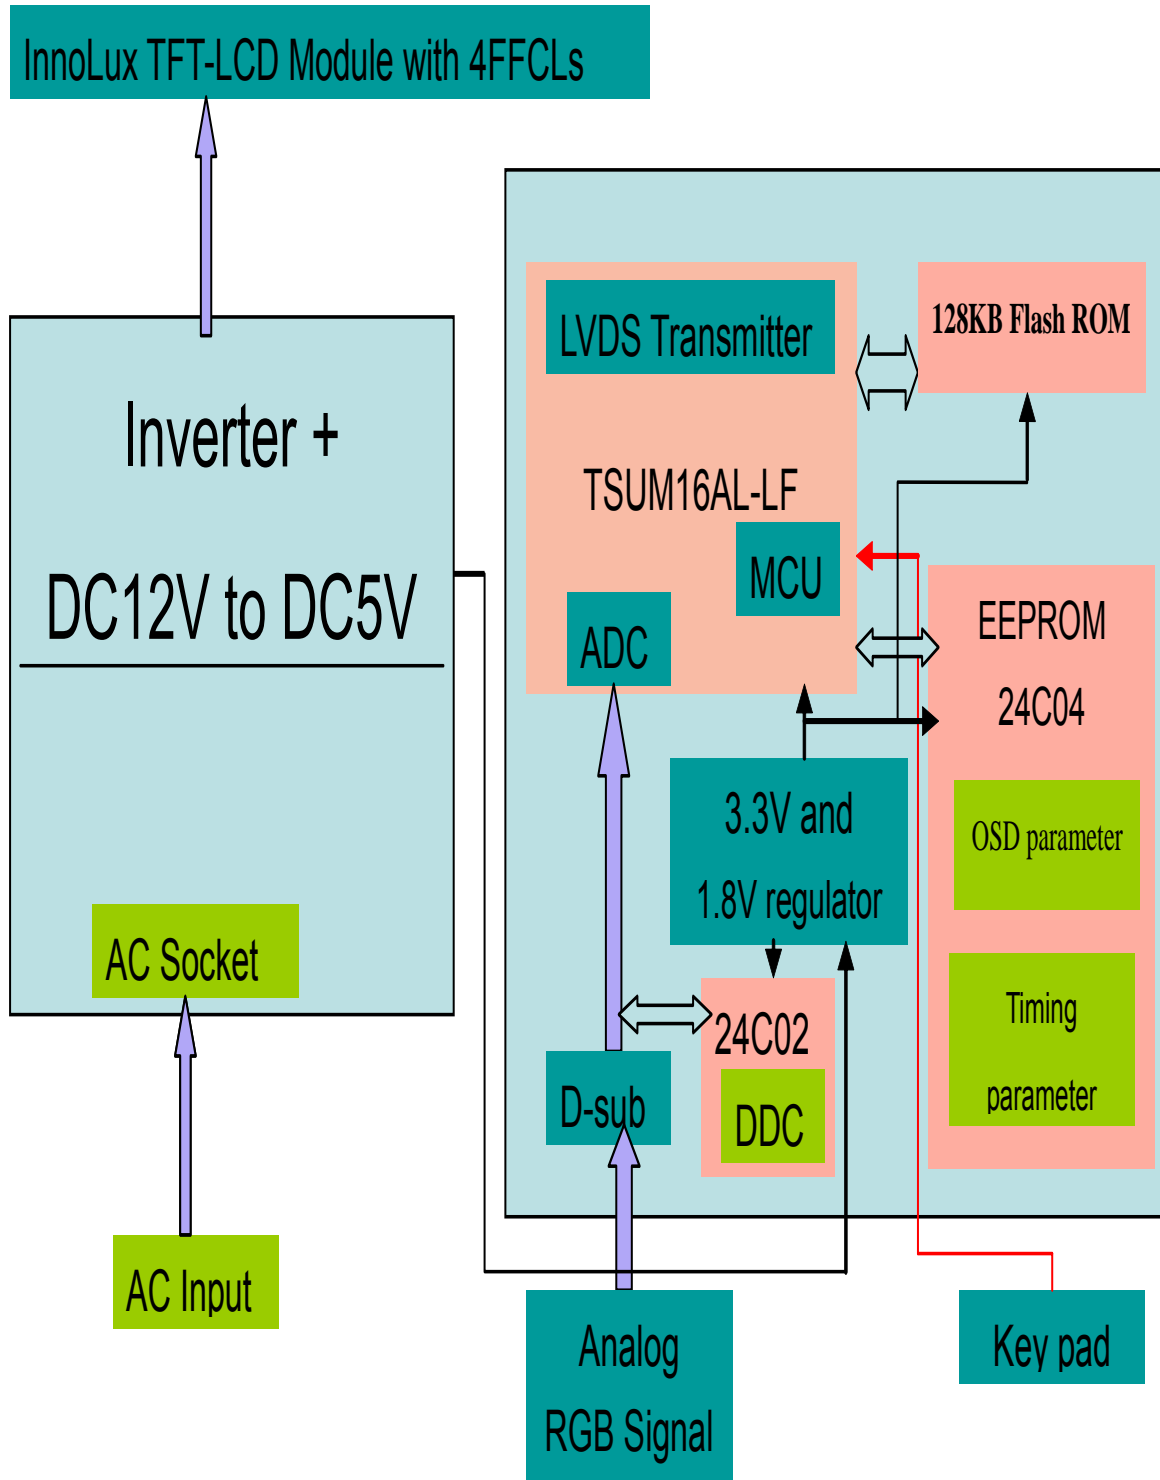 InnoLux TFT-LCD Module with 4FFCLs
Inverter +
DC12V to DC5V
AC Socket
AC Input
LVDS Transmitter
TSUM16AL-LF
MCU
ADC
128KB Flash ROM
EEPROM
24C04
OSD parameter
Timing
parameter
3.3V and
1.8V regulator
24C02
DDC
D-sub
Analog
RGB Signal
Key pad